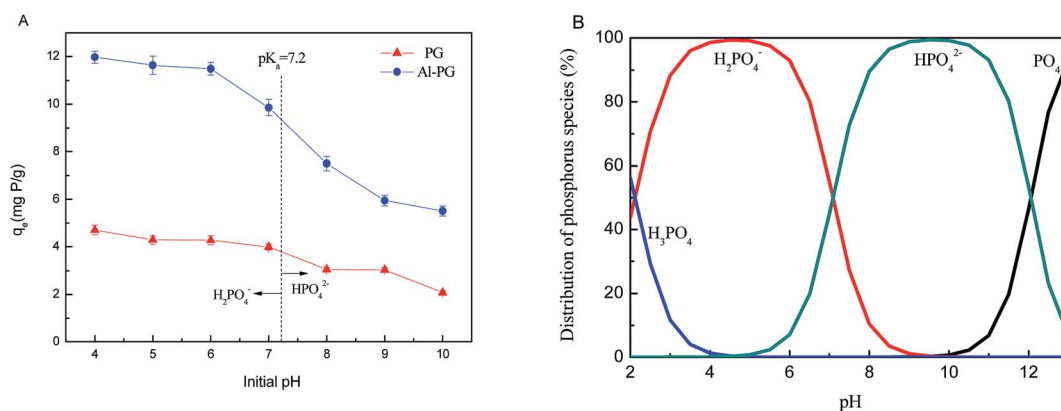 A
PG
Al-PG
pKₐ=7.2
12
10
8
6
4
2
0
qₑ(mg P/g)
H₂PO₄⁻
HPO₄²⁻
4 5 6 7 8 9 10
Initial pH
B
100
80
60
40
20
0
Distribution of phosphorus species (%)
H₂PO₄⁻
HPO₄²⁻
PO₄
H₃PO₄
2 4 6 8 10 12
pH